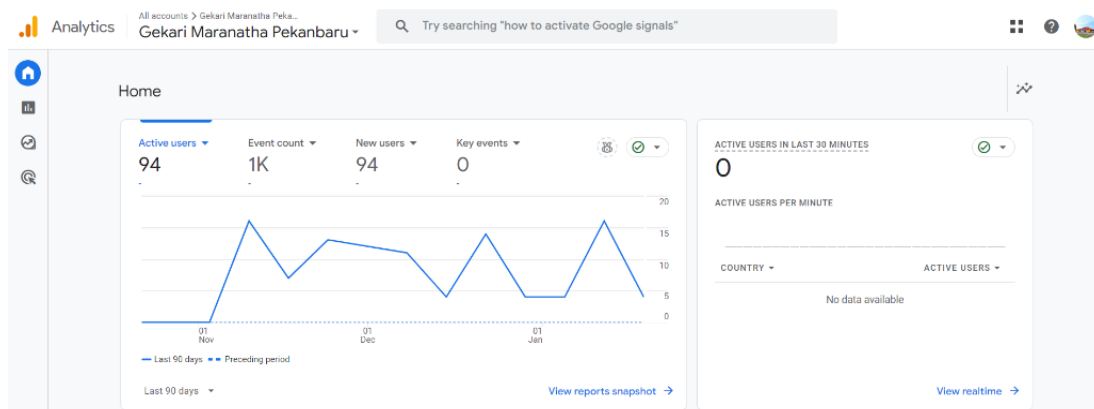 Analytics
All accounts > Gekari Maranatha Peka...
Gekari Maranatha Pekanbaru
Try searching "how to activate Google signals"
Home
Active users
94
-
Event count
1K
-
New users
94
-
Key events
0
-
20
15
10
5
0
01
Nov
01
Dec
01
Jan
Last 90 days
Preceding period
Last 90 days
View reports snapshot
ACTIVE USERS IN LAST 30 MINUTES
0
ACTIVE USERS PER MINUTE
COUNTRY
ACTIVE USERS
No data available
View realtime